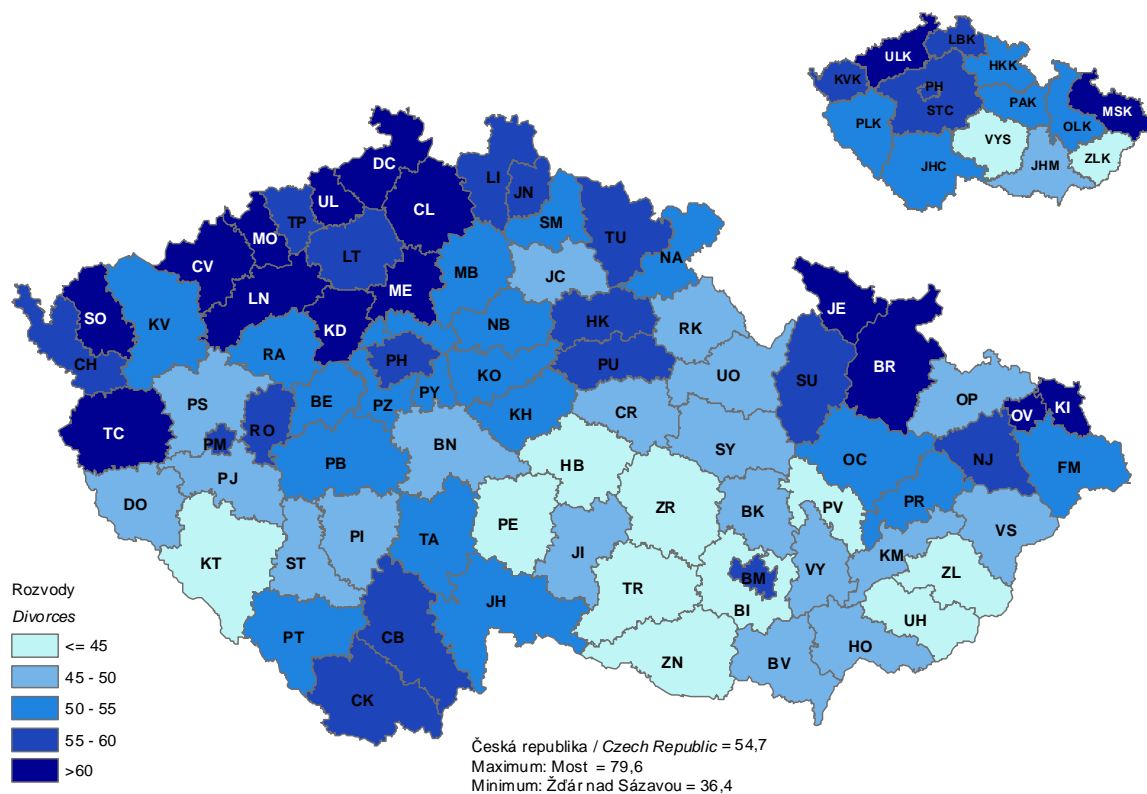 ULK
LBK
KVK
HKK
PH
STC
PAK
MSK
PLK
OLK
VYS
JHC
JHM
ZLK
DC
LI
JN
UL
CL
TP
MO
LT
SM
TU
CV
NA
MB
JC
ME
LN
SO
KV
KD
NB
HK
RK
JE
RA
PH
CH
KO
PU
UO
SU
BR
PS
BE
PZ
PY
OP
OV
KI
TC
PM
RO
KH
CR
BN
SY
OC
NJ
FM
PB
HB
PJ
DO
PR
PV
ZR
BK
PE
TA
PI
VS
KT
ST
JI
KM
VY
ZL
BM
TR
BI
JH
UH
PT
CB
HO
ZN
BV
CK
Rozvody
Divorces
<= 45
45 - 50
50 - 55
55 - 60
>60
Česká republika / Czech Republic = 54,7
Maximum: Most = 79,6
Minimum: Žďár nad Sázavou = 36,4